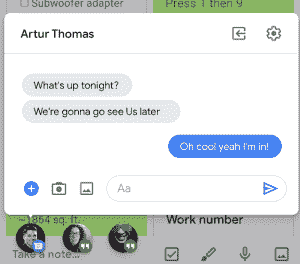 Subwoofer adapter
Press 1 then 9
Artur Thomas
What's up tonight?
We're gonna go see Us later
Oh cool yeah I'm in!
Aa
~1864 sq. ft.
Work number
Take a note...